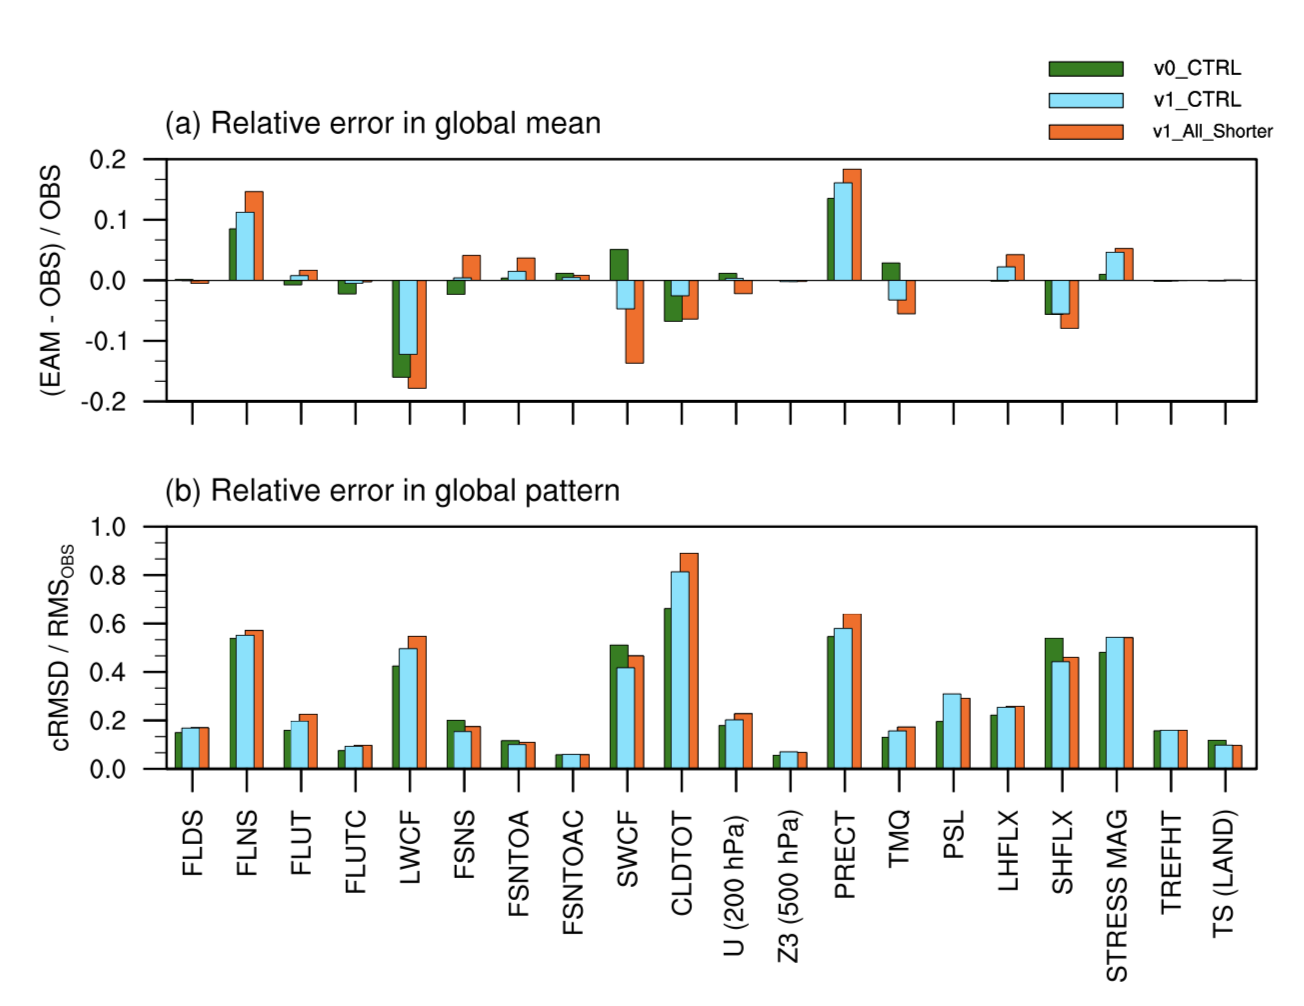 v0_CTRL
v1_CTRL
v1_All_Shorter
(a) Relative error in global mean
(EAM - OBS) / OBS
0.2
0.1
0.0
-0.1
-0.2
(b) Relative error in global pattern
cRMSD / RMS_OBS
1.0
0.8
0.6
0.4
0.2
0.0
FLDS
FLNS
FLUT
FLUTC
LWCF
FSNS
FSNTOA
FSNTOAC
SWCF
CLDTOT
U (200 hPa)
Z3 (500 hPa)
PRECT
TMQ
PSL
LHFLX
SHFLX
STRESS MAG
TREFHT
TS (LAND)